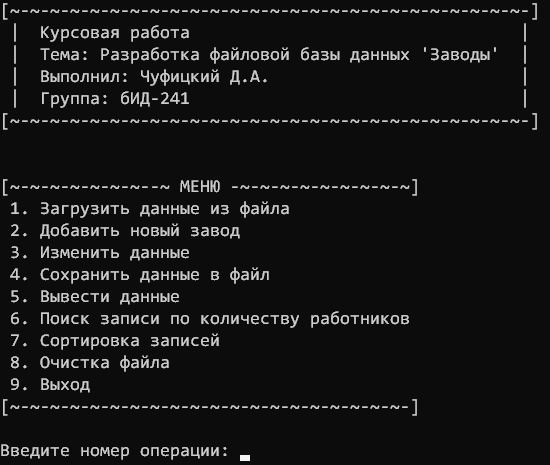 [~-~-~-~-~-~-~-~-~-~-~-~-~-~-~-~-~-~-~-~-~-~-~-~-~-~-]
| Курсовая работа |
| Тема: Разработка файловой базы данных 'Заводы' |
| Выполнил: Чуфицкий Д.А. |
| Группа: бИД-241 |
[~-~-~-~-~-~-~-~-~-~-~-~-~-~-~-~-~-~-~-~-~-~-~-~-~-~-]
[~-~-~-~-~-~-~--~ МЕНЮ -~-~-~-~-~-~-~-~-~]
1. Загрузить данные из файла
2. Добавить новый завод
3. Изменить данные
4. Сохранить данные в файл
5. Вывести данные
6. Поиск записи по количеству работников
7. Сортировка записей
8. Очистка файла
9. Выход
[~-~-~-~-~-~-~-~-~-~-~-~-~-~-~-~-~-~-~-~-]
Введите номер операции: